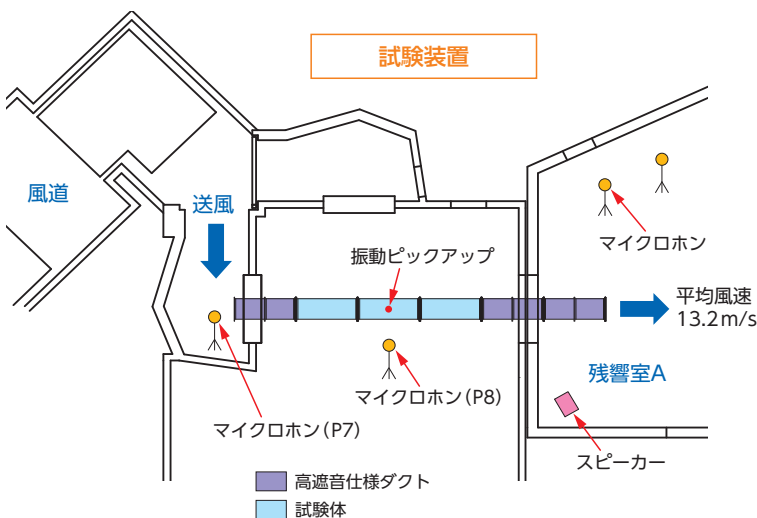 試験装置
風道
送風
マイクロホン
振動ピックアップ
平均風速
13.2m/s
残響室A
マイクロホン(P8)
マイクロホン(P7)
スピーカー
高遮音仕様ダクト
試験体